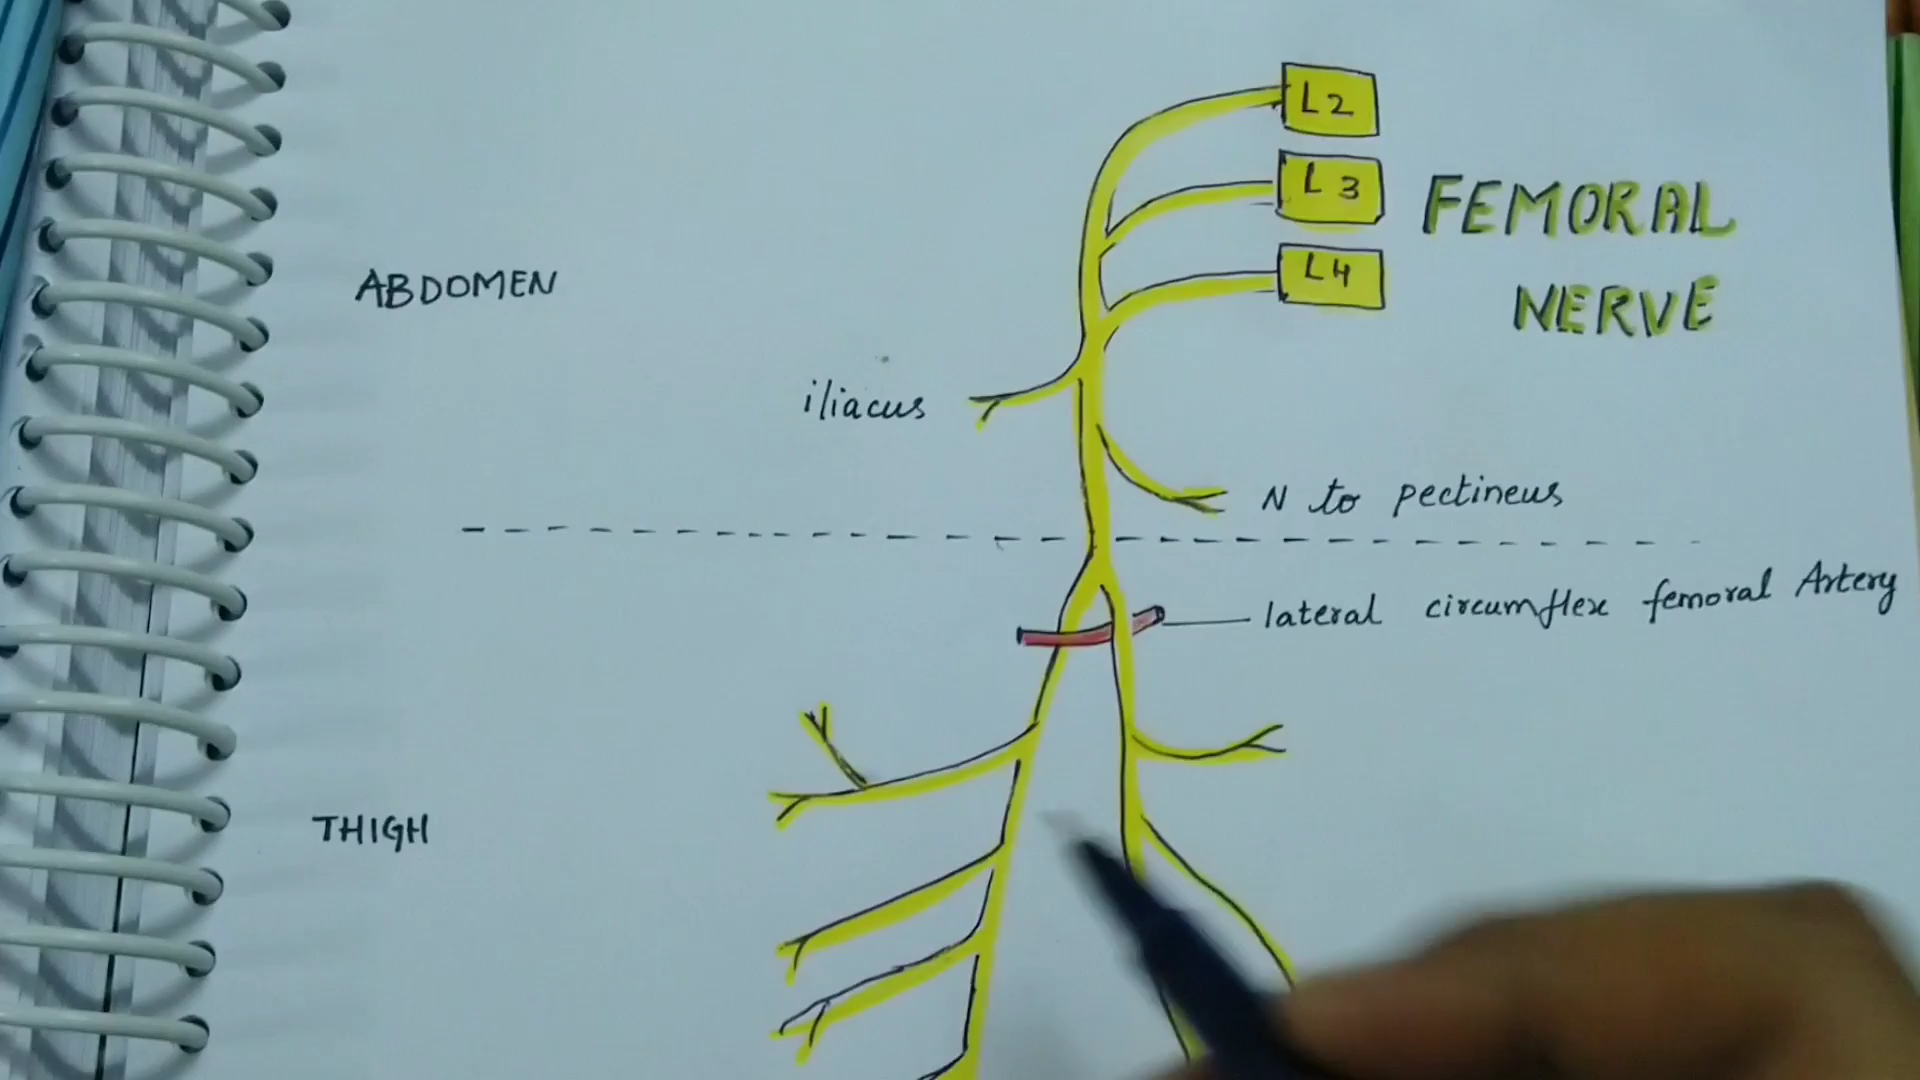 L2
L3
L4
FEMORAL
NERVE
ABDOMEN
iliacus
N to pectineus
lateral circumflex femoral Artery
THIGH